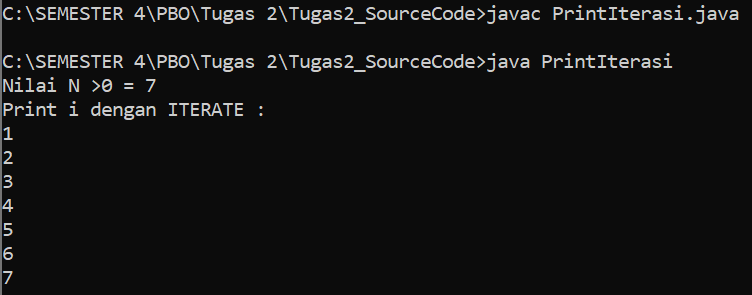 C:\SEMESTER 4\PBO\Tugas 2\Tugas2_SourceCode>javac PrintIterasi.java
C:\SEMESTER 4\PBO\Tugas 2\Tugas2_SourceCode>java PrintIterasi
Nilai N >0 = 7
Print i dengan ITERATE :
1
2
3
4
5
6
7